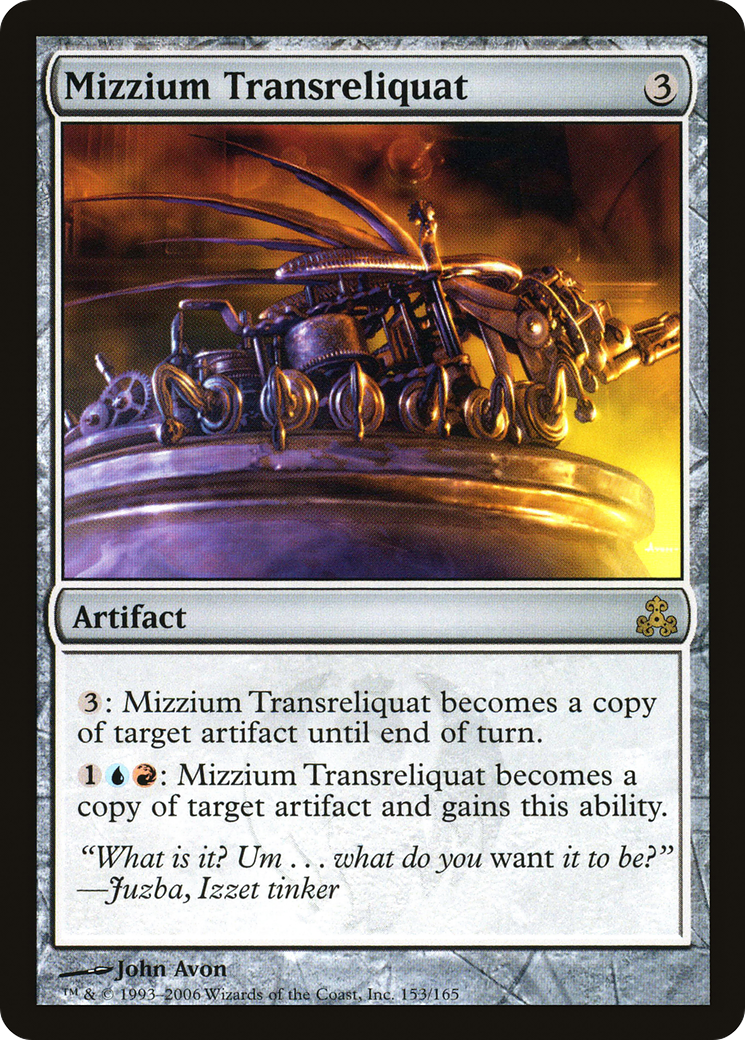 Mizzium Transreliquat 3
Artifact
3: Mizzium Transreliquat becomes a copy
of target artifact until end of turn.
1: Mizzium Transreliquat becomes a
copy of target artifact and gains this ability.
“What is it? Um . . . what do you want it to be?”
—Juzba, Izzet tinker
John Avon
™ & © 1993–2006 Wizards of the Coast, Inc. 153/165